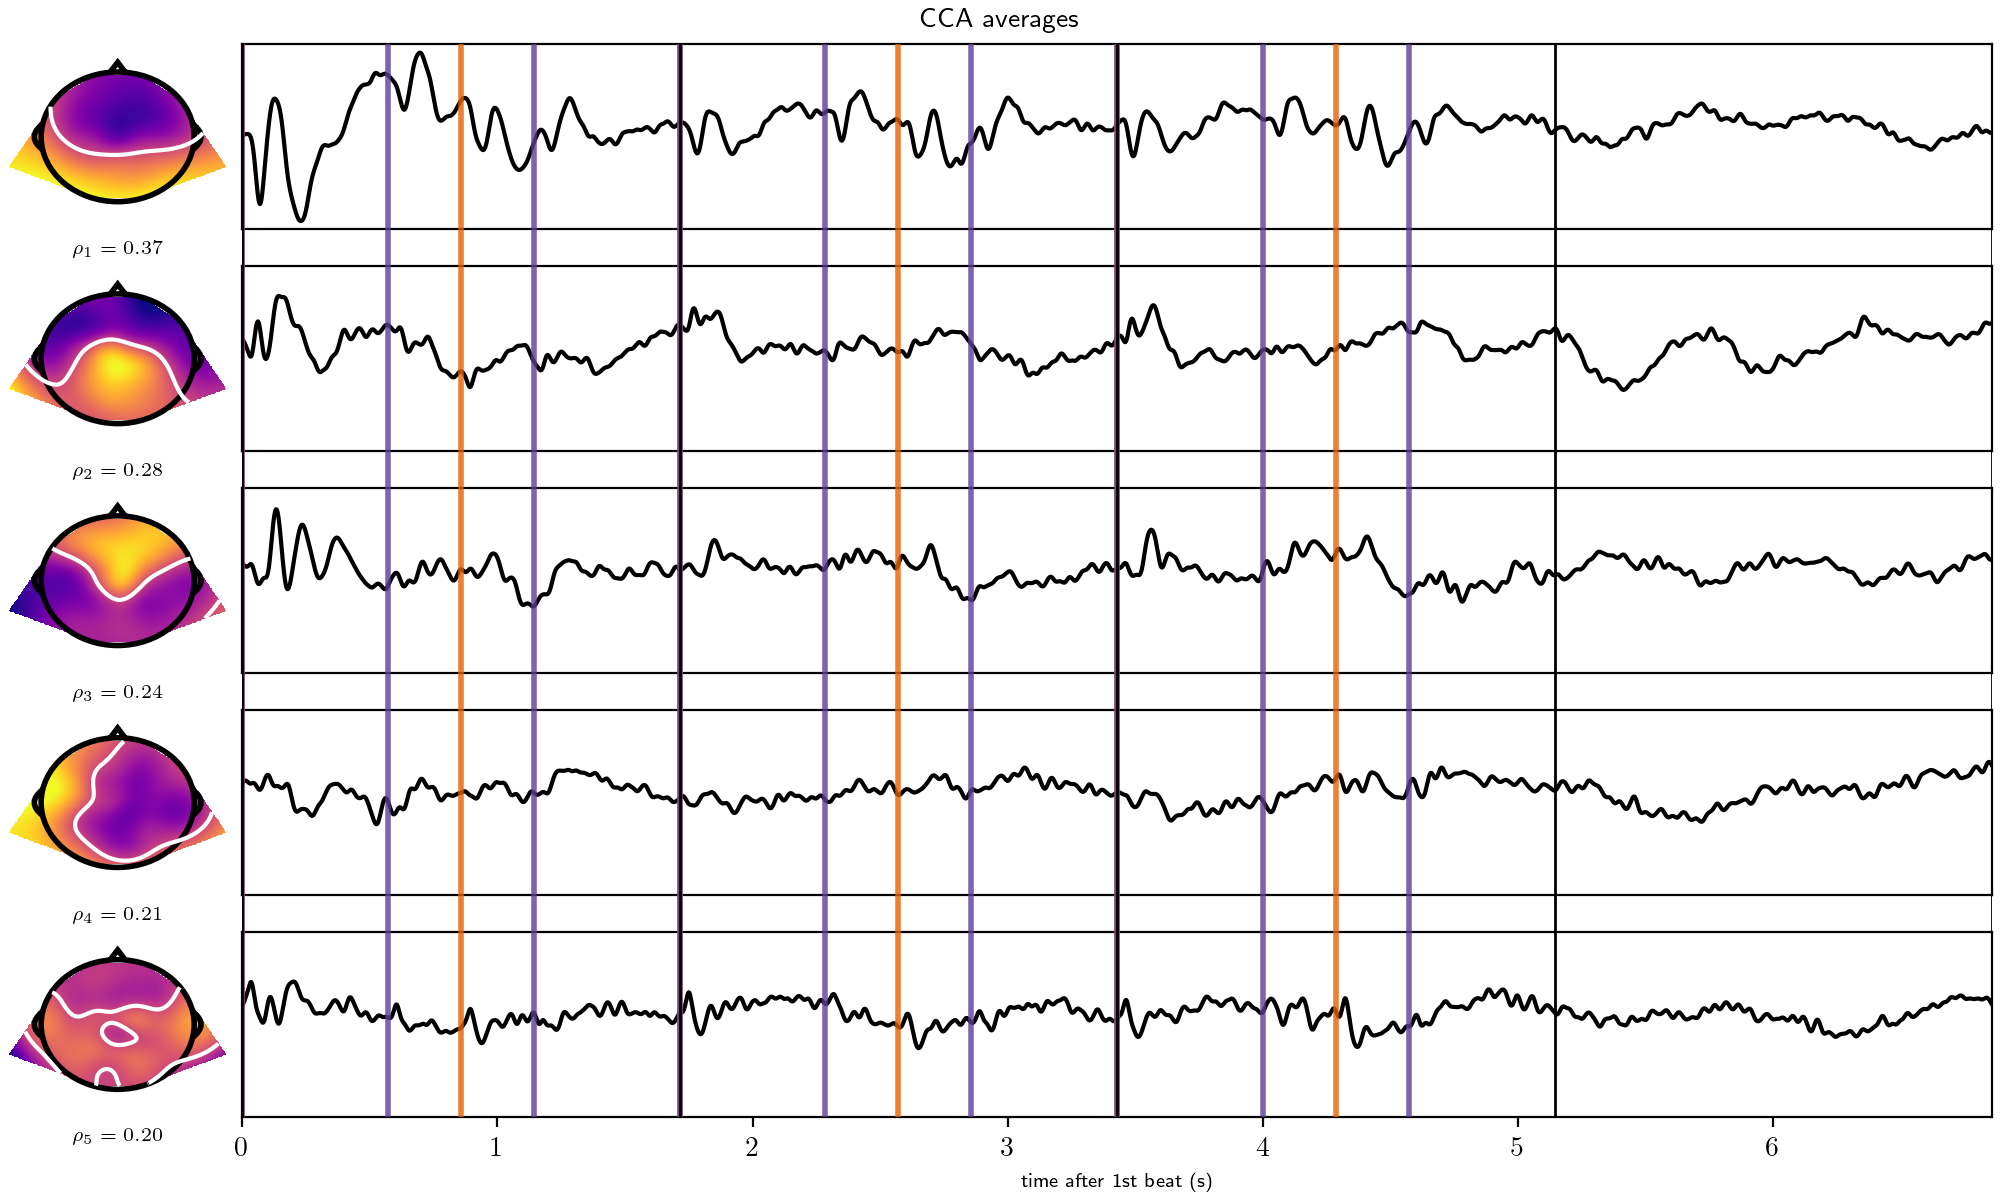 CCA averages
ρ₁ = 0.37
ρ₂ = 0.28
ρ₃ = 0.24
ρ₄ = 0.21
ρ₅ = 0.20
0 1 2 3 4 5 6
time after 1st beat (s)